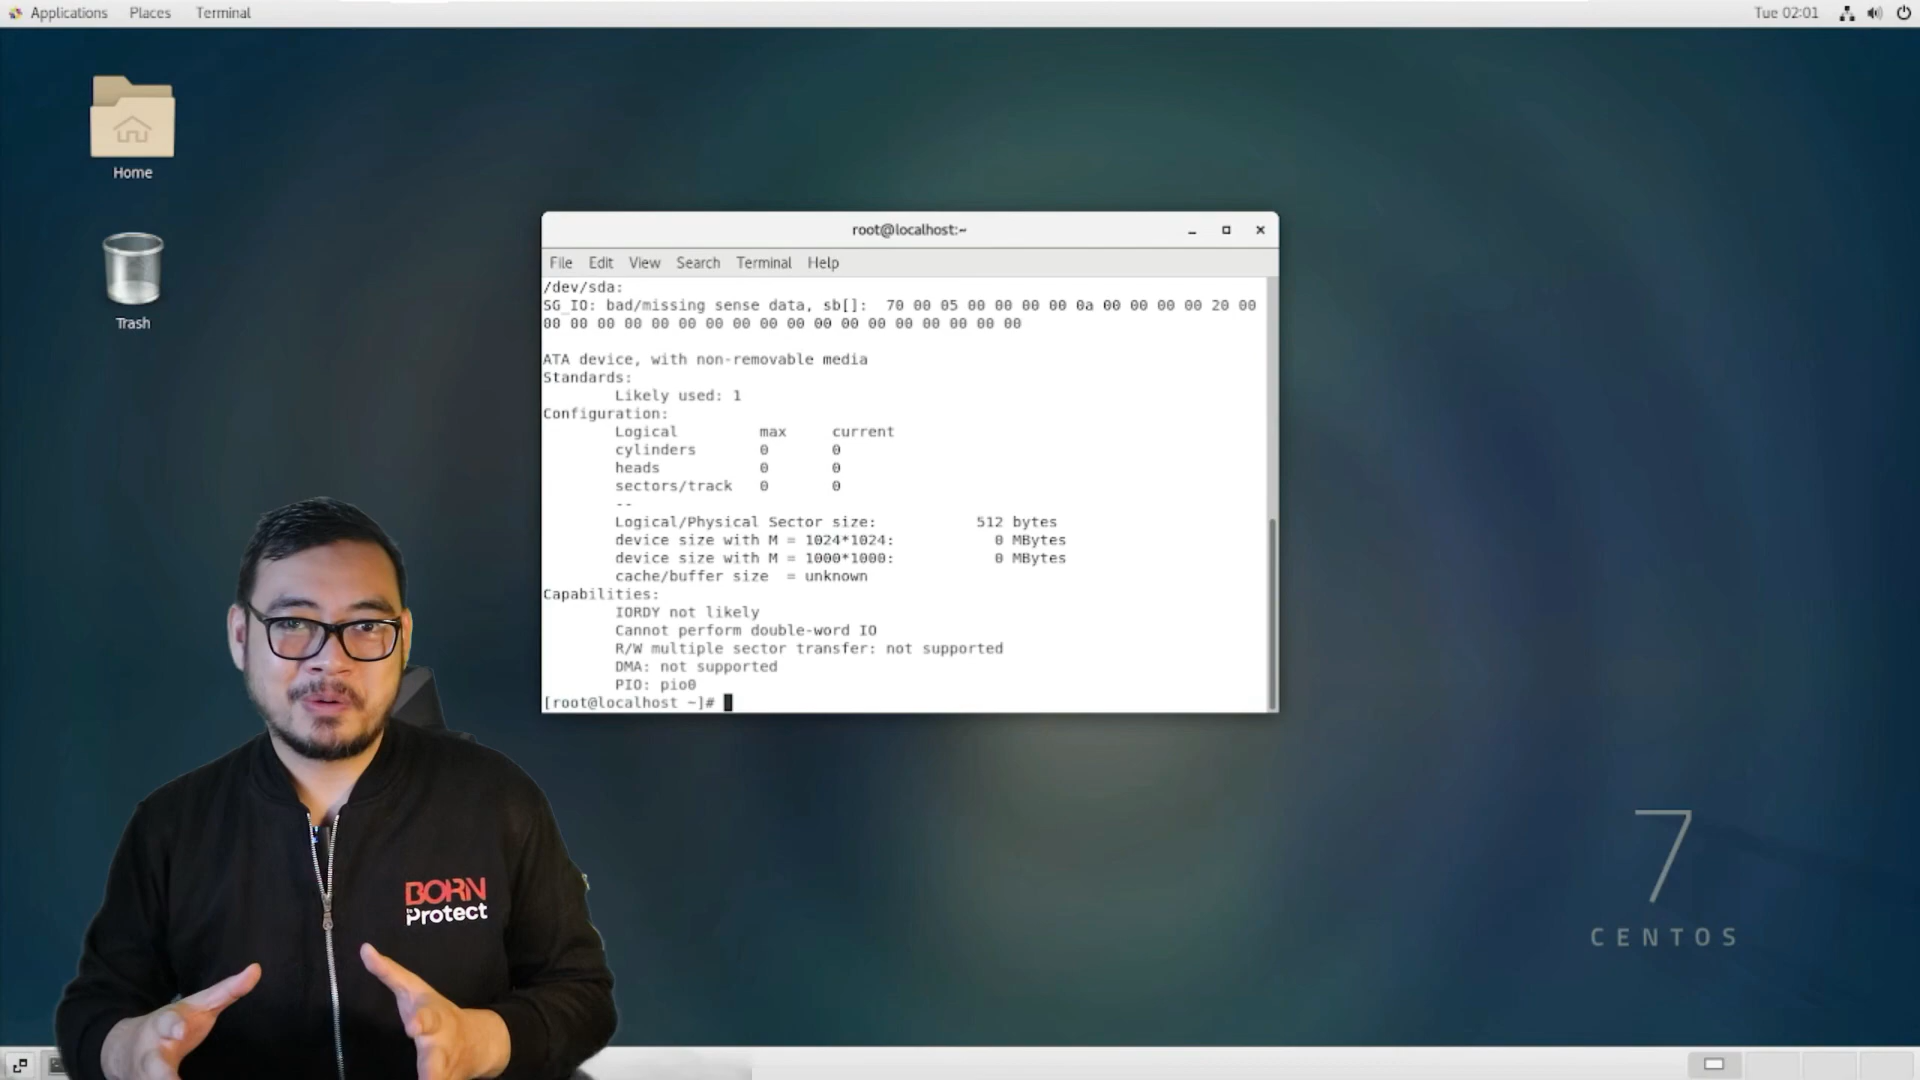 Applications Places Terminal
Tue 02:01
Home
Trash
root@localhost:~
File Edit View Search Terminal Help
/dev/sda:
SG_IO: bad/missing sense data, sb[]:  70 00 05 00 00 00 00 0a 00 00 00 00 20 00
00 00 00 00 00 00 00 00 00 00 00 00 00 00 00 00 00 00
ATA device, with non-removable media
Standards:
Likely used: 1
Configuration:
Logical max current
cylinders 0 0
heads 0 0
sectors/track 0 0
--
Logical/Physical Sector size: 512 bytes
device size with M = 1024*1024: 0 MBytes
device size with M = 1000*1000: 0 MBytes
cache/buffer size  = unknown
Capabilities:
IORDY not likely
Cannot perform double-word IO
R/W multiple sector transfer: not supported
DMA: not supported
PIO: pio0
[root@localhost ~]#
BORN
to Protect
7
CENTOS